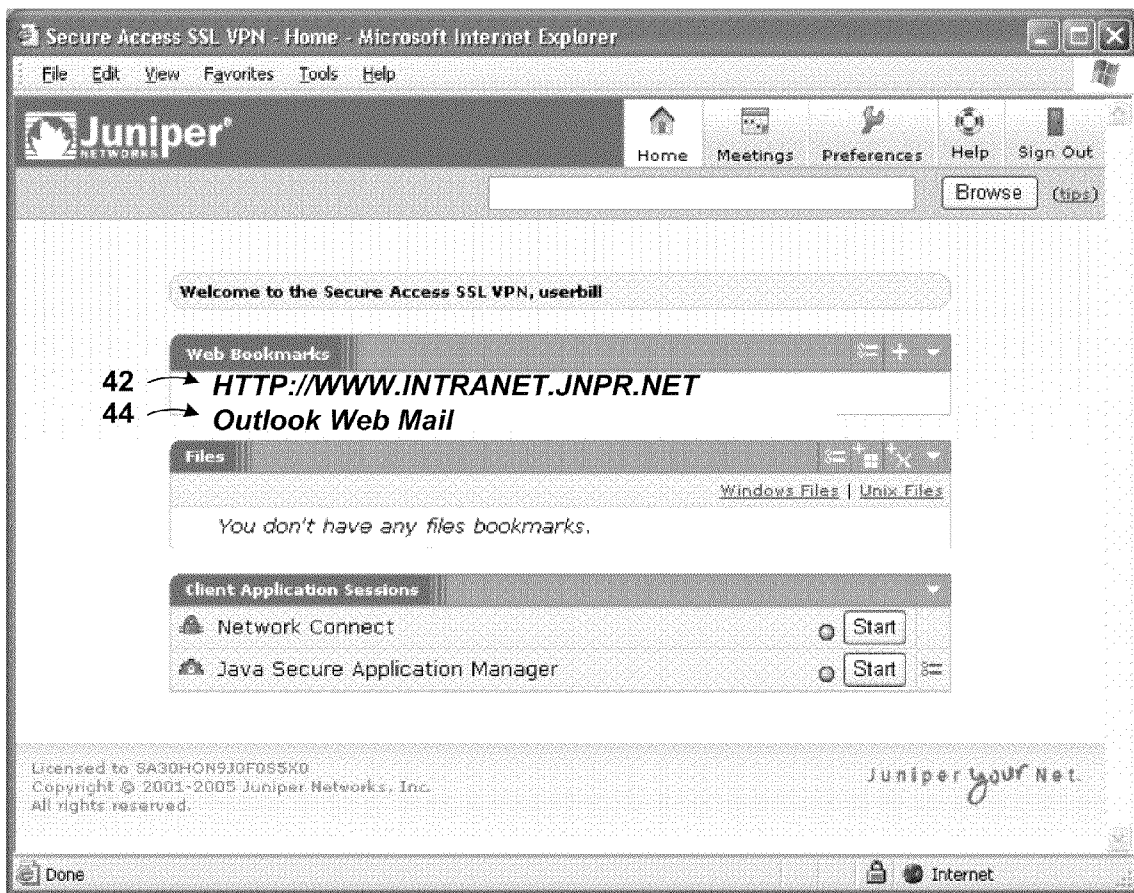 Secure Access SSL VPN - Home - Microsoft Internet Explorer
File Edit View Favorites Tools Help
Juniper®
NETWORKS
Home Meetings Preferences Help Sign Out
Browse (tips)
Welcome to the Secure Access SSL VPN, userbill
Web Bookmarks
42 HTTP://WWW.INTRANET.JNPR.NET
44 Outlook Web Mail
Files
Windows Files | Unix Files
You don't have any files bookmarks.
Client Application Sessions
Network Connect Start
Java Secure Application Manager Start
Licensed to
Copyright © 2001-2005 Juniper Networks, Inc.
All rights reserved.
Juniper your Net.
Done Internet